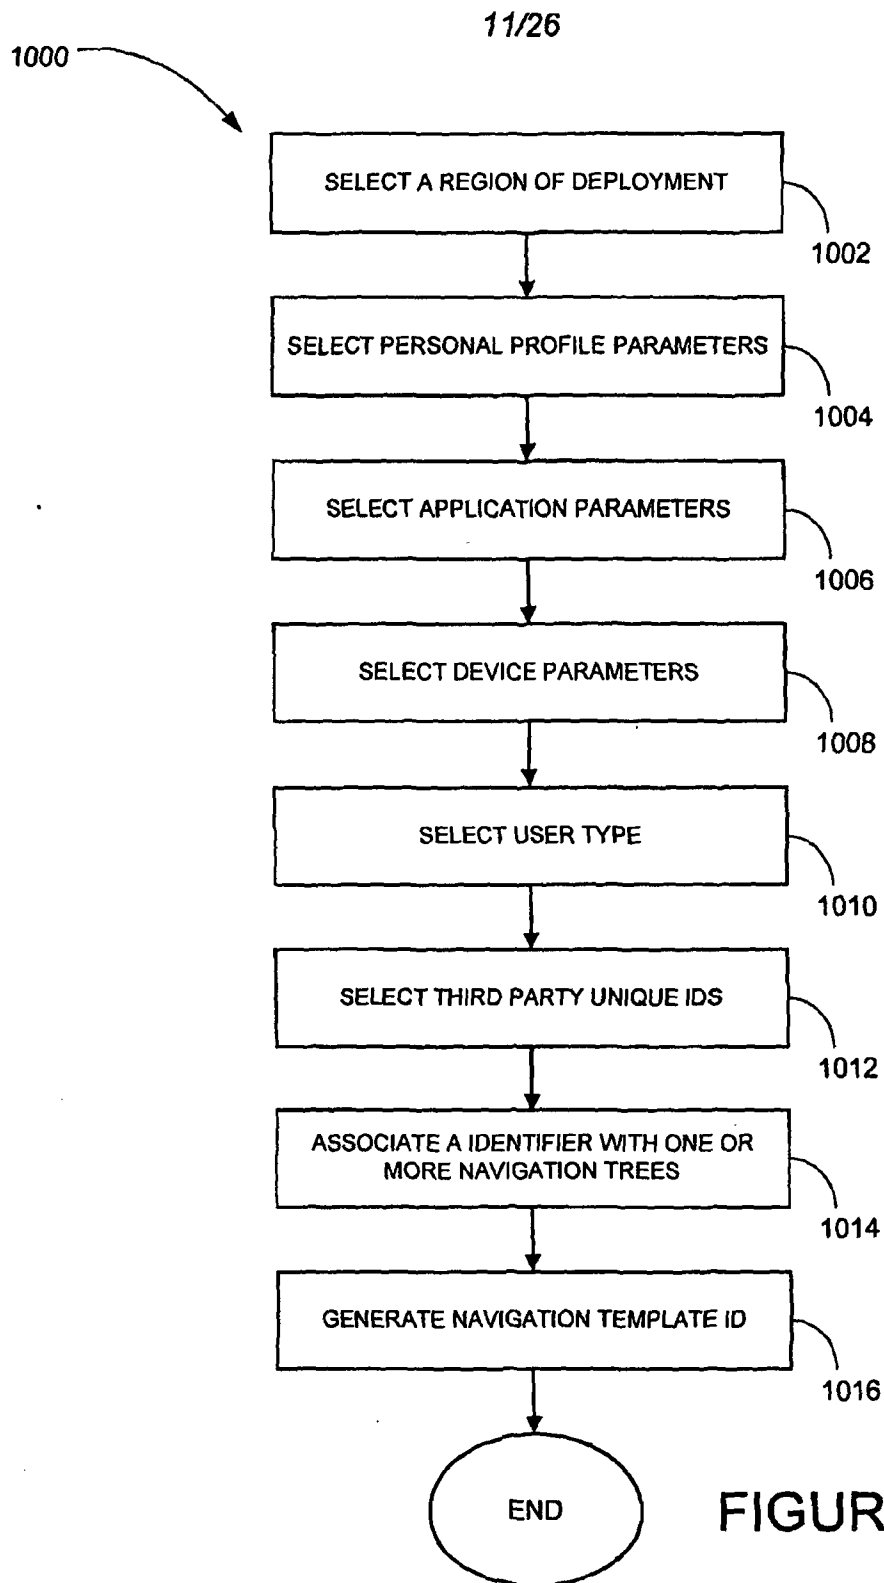 11/26
1000
SELECT A REGION OF DEPLOYMENT
1002
SELECT PERSONAL PROFILE PARAMETERS
1004
SELECT APPLICATION PARAMETERS
1006
SELECT DEVICE PARAMETERS
1008
SELECT USER TYPE
1010
SELECT THIRD PARTY UNIQUE IDS
1012
ASSOCIATE A IDENTIFIER WITH ONE OR
MORE NAVIGATION TREES
1014
GENERATE NAVIGATION TEMPLATE ID
1016
END
FIGUR